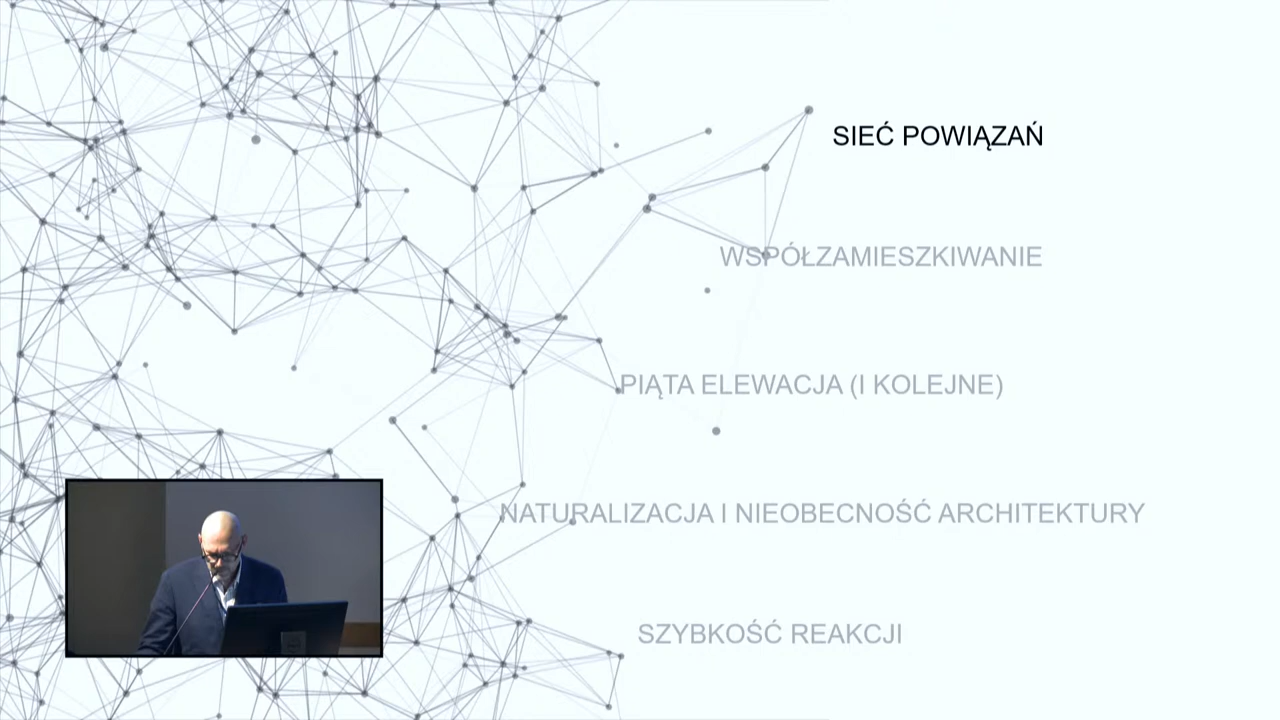 SIEĆ POWIĄZAŃ
WSPÓŁZAMIESZKIWANIE
PIĄTA ELEWACJA (I KOLEJNE)
NATURALIZACJA I NIEOBECNOŚĆ ARCHITEKTURY
SZYBKOŚĆ REAKCJI